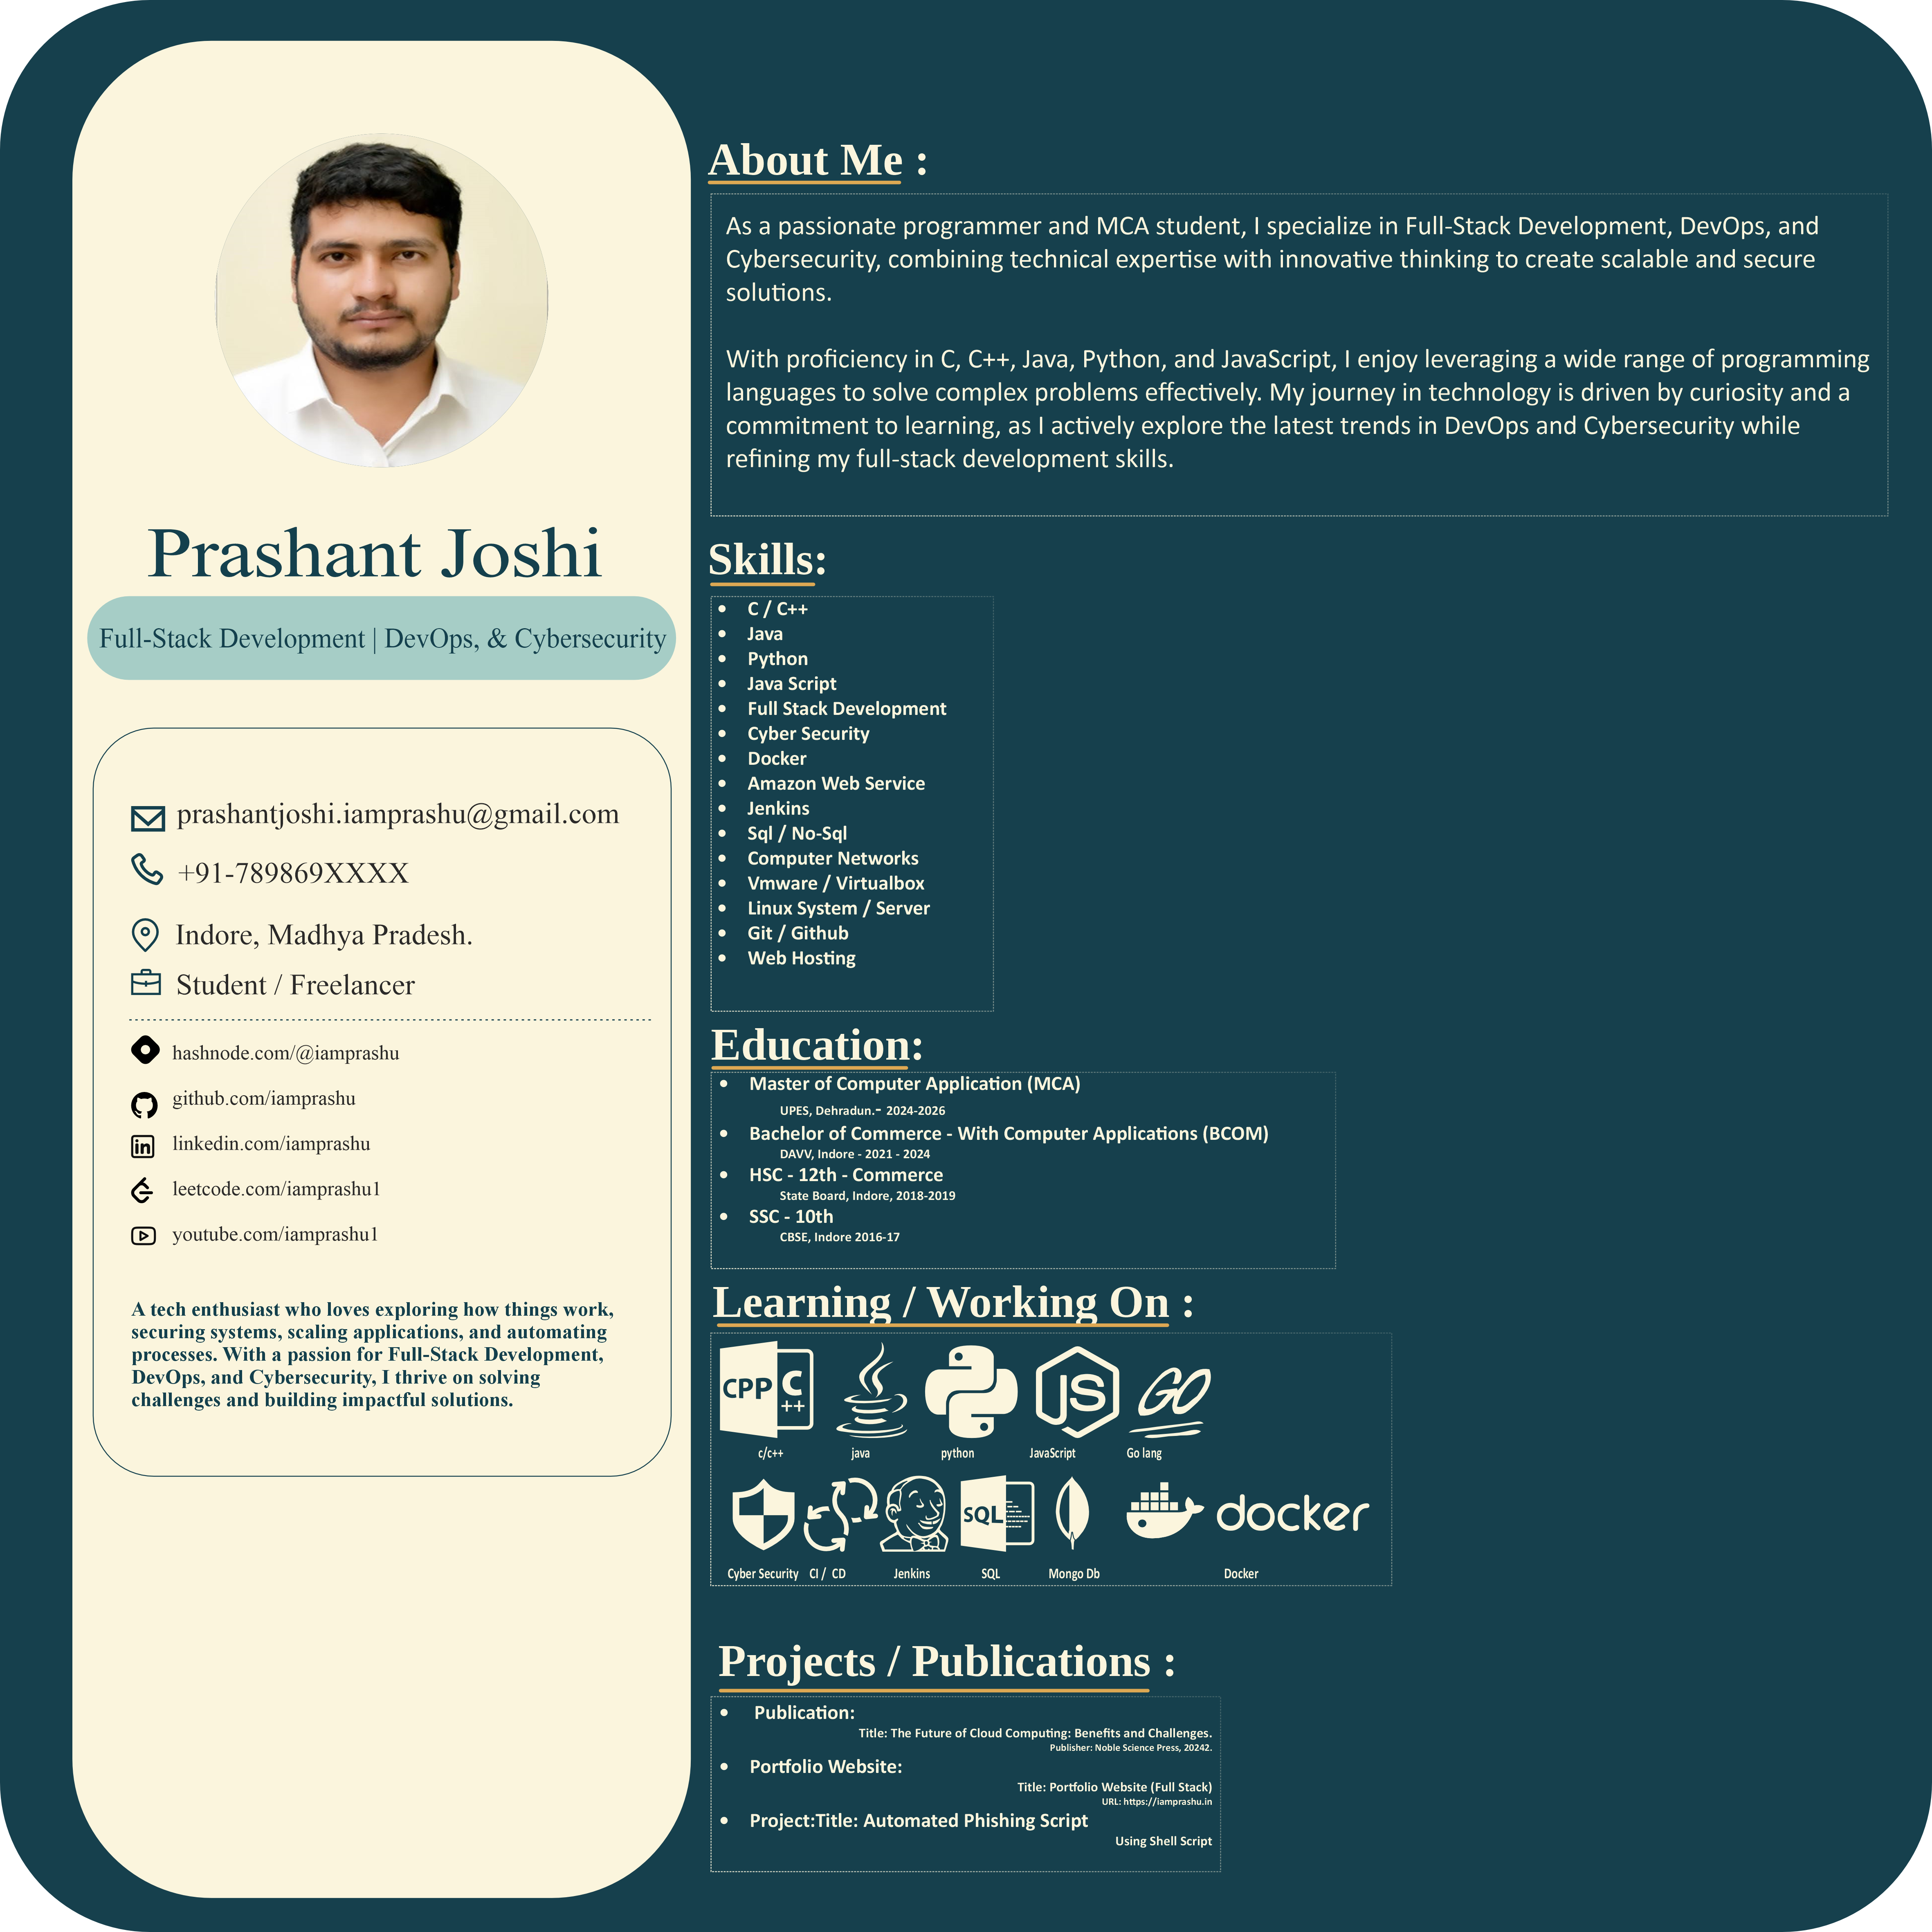 Prashant Joshi
Full-Stack Development | DevOps, & Cybersecurity
prashantjoshi.iamprashu@gmail.com
+91-789869XXXX
Indore, Madhya Pradesh.
Student / Freelancer
hashnode.com/@iamprashu
github.com/iamprashu
linkedin.com/iamprashu
leetcode.com/iamprashu1
youtube.com/iamprashu1
A tech enthusiast who loves exploring how things work,
securing systems, scaling applications, and automating
processes. With a passion for Full-Stack Development,
DevOps, and Cybersecurity, I thrive on solving
challenges and building impactful solutions.
About Me :
As a passionate programmer and MCA student, I specialize in Full-Stack Development, DevOps, and
Cybersecurity, combining technical expertise with innovative thinking to create scalable and secure
solutions.
With proficiency in C, C++, Java, Python, and JavaScript, I enjoy leveraging a wide range of programming
languages to solve complex problems effectively. My journey in technology is driven by curiosity and a
commitment to learning, as I actively explore the latest trends in DevOps and Cybersecurity while
refining my full-stack development skills.
Skills:
• C / C++
• Java
• Python
• Java Script
• Full Stack Development
• Cyber Security
• Docker
• Amazon Web Service
• Jenkins
• Sql / No-Sql
• Computer Networks
• Vmware / Virtualbox
• Linux System / Server
• Git / Github
• Web Hosting
Education:
• Master of Computer Application (MCA)
UPES, Dehradun.- 2024-2026
• Bachelor of Commerce - With Computer Applications (BCOM)
DAVV, Indore - 2021 - 2024
• HSC - 12th - Commerce
State Board, Indore, 2018-2019
• SSC - 10th
CBSE, Indore 2016-17
Learning / Working On :
CPP C ++ JS GO
c/c++ java python JavaScript Go lang
SQL docker
Cyber Security CI / CD Jenkins SQL Mongo Db Docker
Projects / Publications :
• Publication:
Title: The Future of Cloud Computing: Benefits and Challenges.
Publisher: Noble Science Press, 20242.
• Portfolio Website:
Title: Portfolio Website (Full Stack)
URL: https://iamprashu.in
• Project:Title: Automated Phishing Script
Using Shell Script